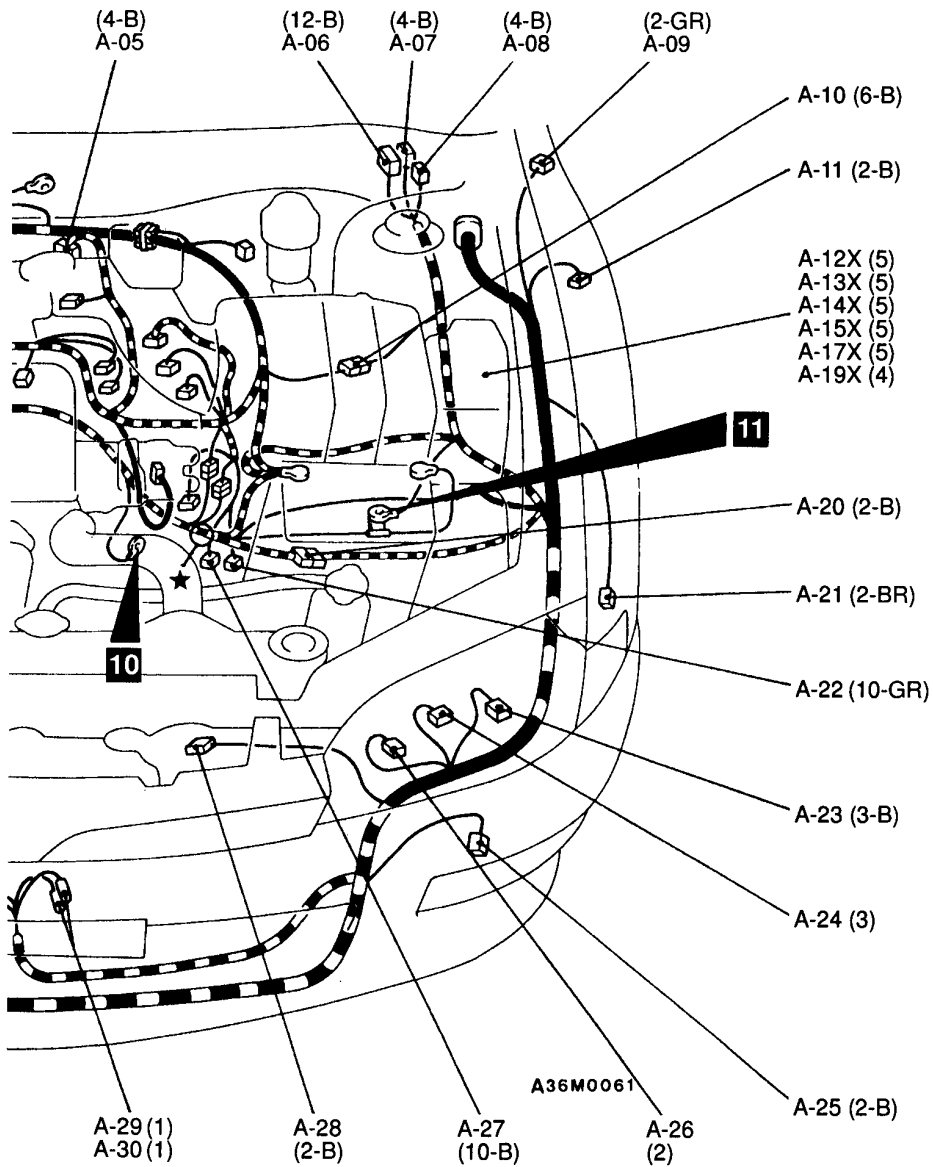 (4-B)
A-05
(12-B)
A-06
(4-B)
A-07
(4-B)
A-08
(2-GR)
A-09
A-10 (6-B)
A-11 (2-B)
A-12X (5)
A-13X (5)
A-14X (5)
A-15X (5)
A-17X (5)
A-19X (4)
11
A-20 (2-B)
A-21 (2-BR)
10
A-22 (10-GR)
A-23 (3-B)
A-24 (3)
A36M0061
A-25 (2-B)
A-29 (1)
A-30 (1)
A-28
(2-B)
A-27
(10-B)
A-26
(2)